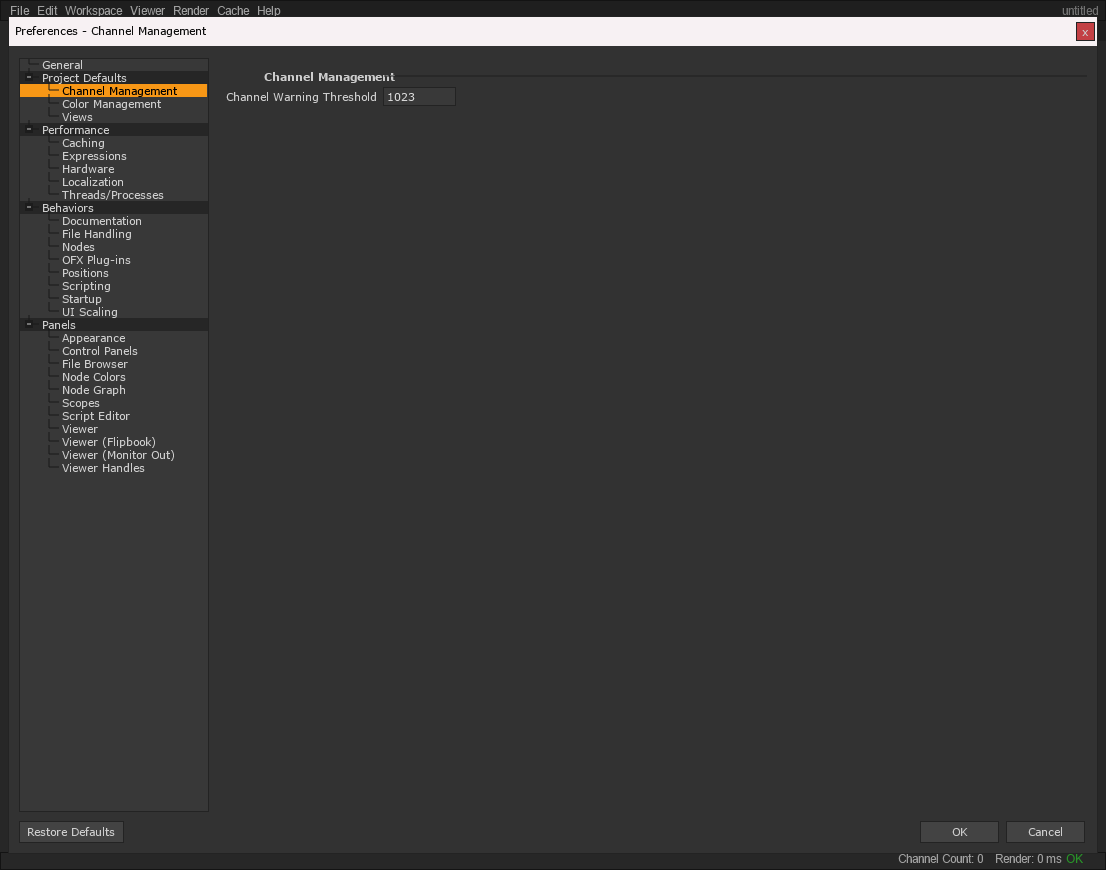 File Edit Workspace Viewer Render Cache Help untitled
Preferences - Channel Management x
General
Project Defaults
Channel Management
Color Management
Views
Performance
Caching
Expressions
Hardware
Localization
Threads/Processes
Behaviors
Documentation
File Handling
Nodes
OFX Plug-ins
Positions
Scripting
Startup
UI Scaling
Panels
Appearance
Control Panels
File Browser
Node Colors
Node Graph
Scopes
Script Editor
Viewer
Viewer (Flipbook)
Viewer (Monitor Out)
Viewer Handles
Channel Management
Channel Warning Threshold 1023
Restore Defaults OK Cancel
Channel Count: 0 Render: 0 ms OK